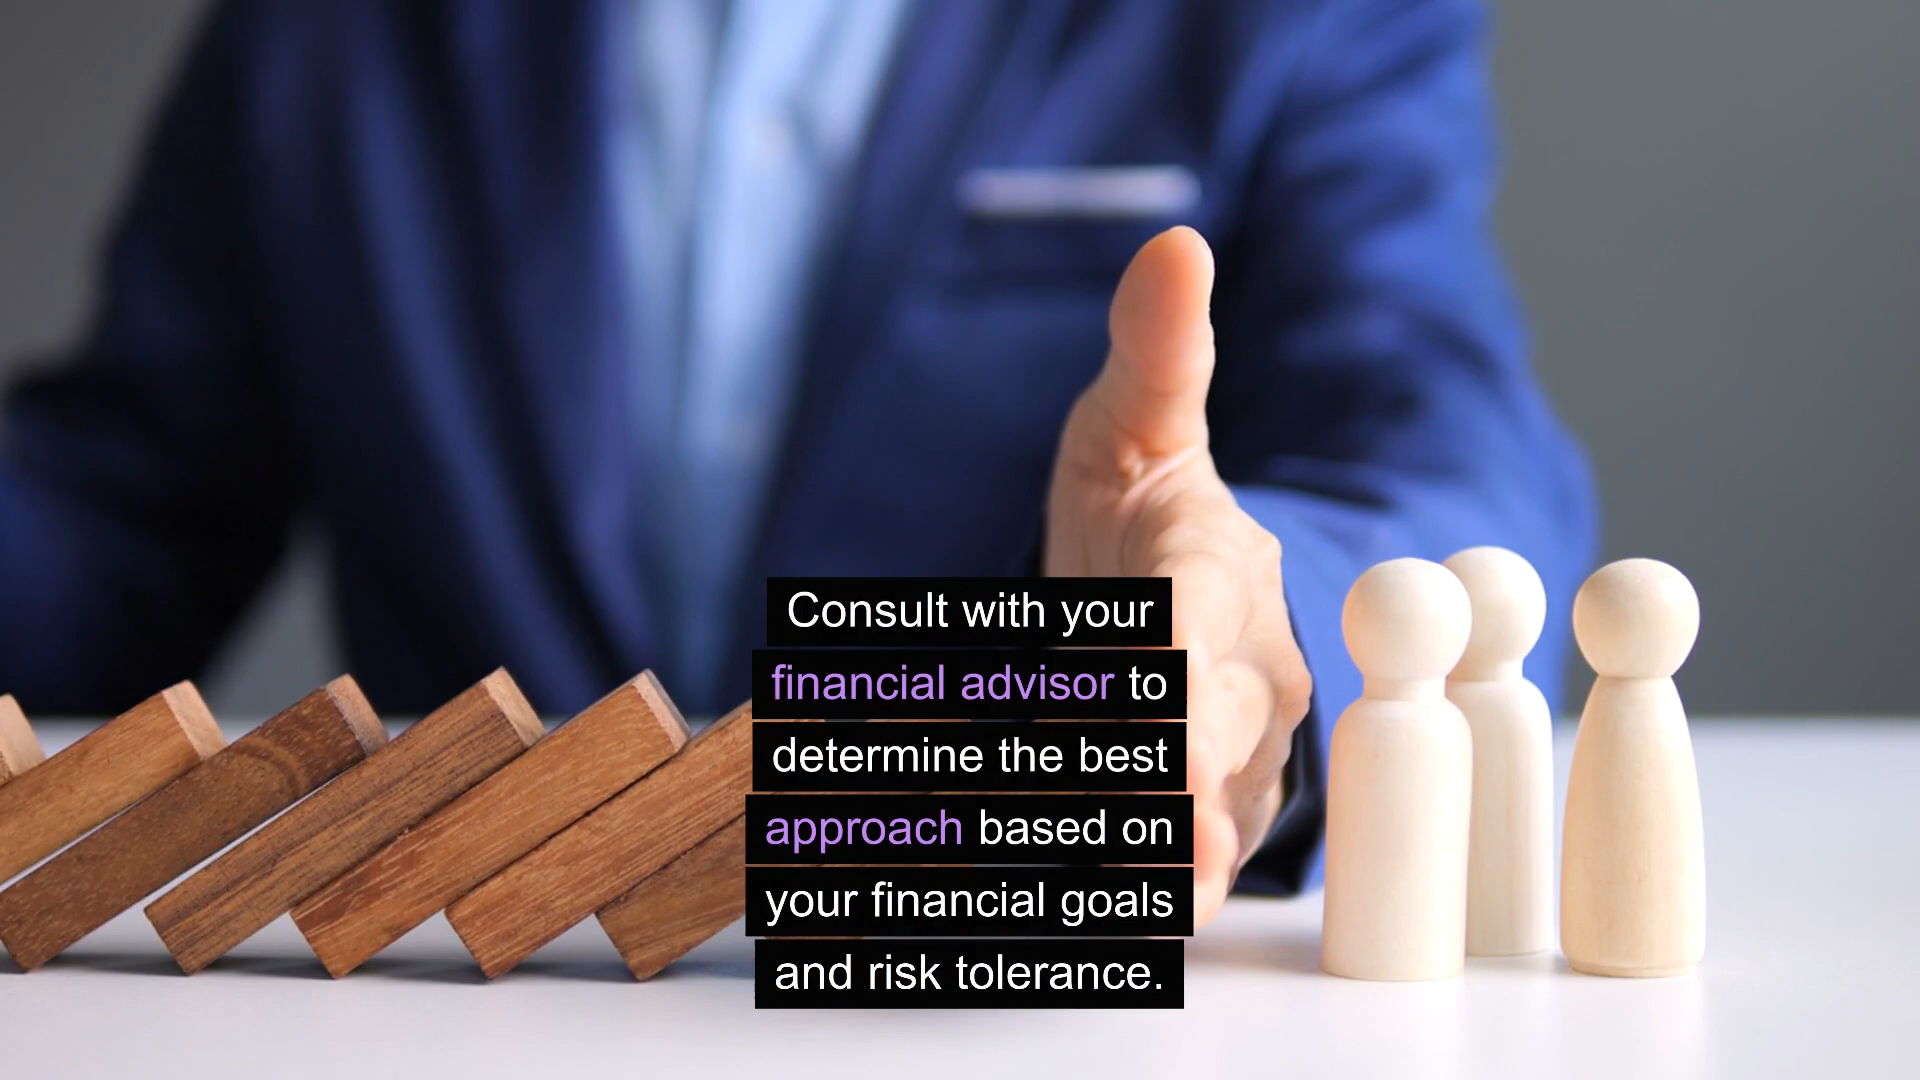 Consult with your
financial advisor to
determine the best
approach based on
your financial goals
and risk tolerance.